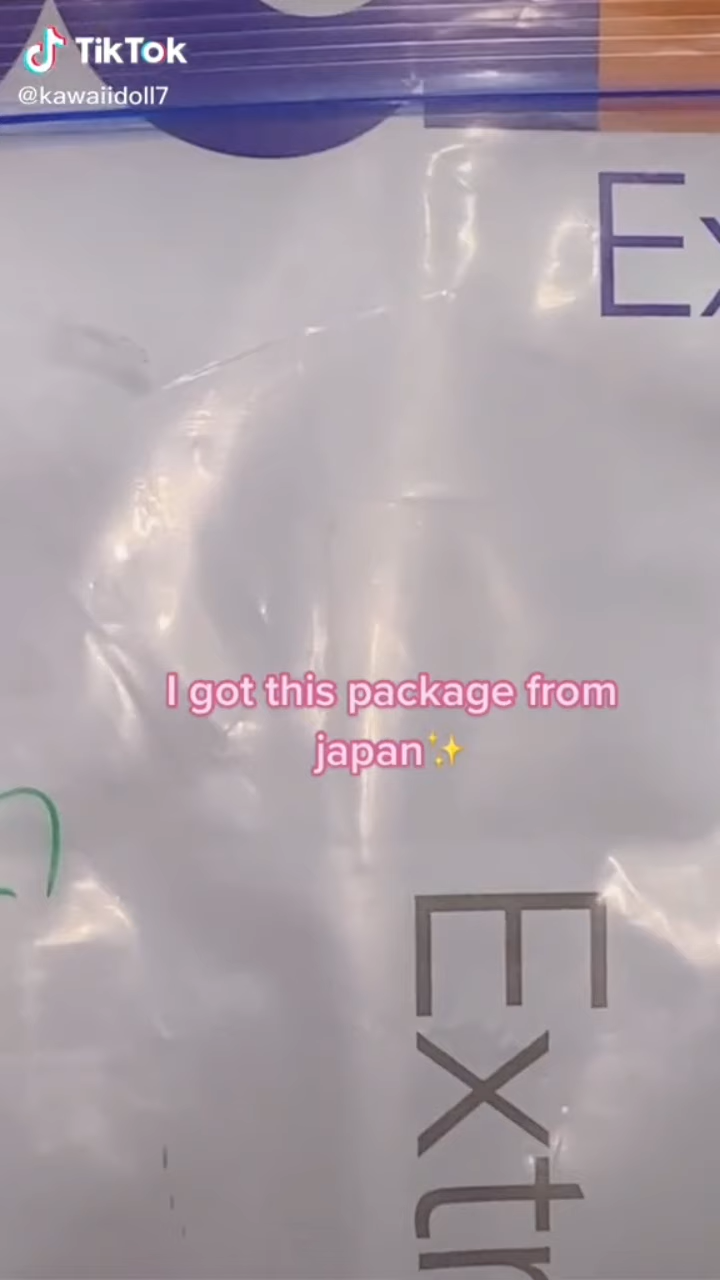 TikTok
@kawaiidoll7
Ex
I got this package from
japan✨
Extr